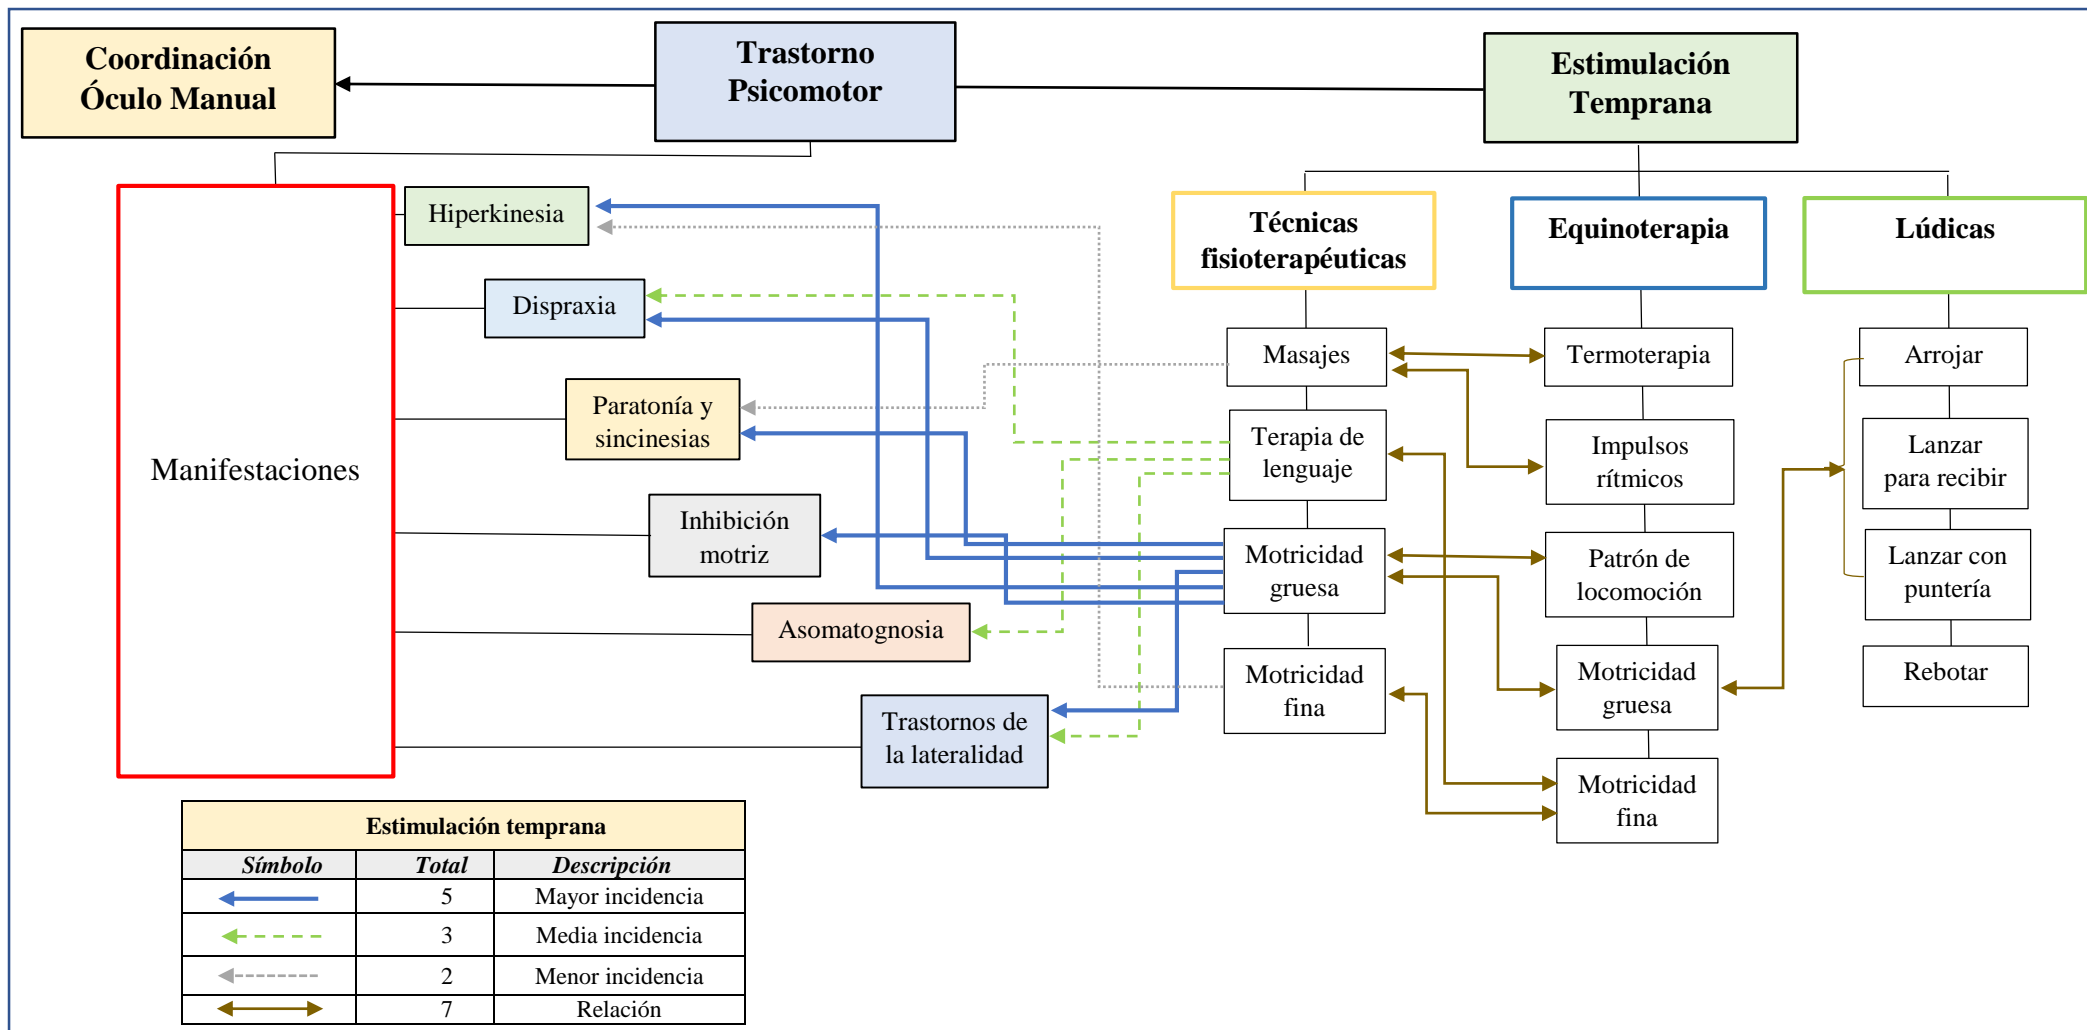 Coordinación
Óculo Manual
Trastorno
Psicomotor
Estimulación
Temprana
Manifestaciones
Hiperkinesia
Dispraxia
Paratonía y
sincinesias
Inhibición
motriz
Asomatognosia
Trastornos de
la lateralidad
Técnicas
fisioterapéuticas
Masajes
Terapia de
lenguaje
Motricidad
gruesa
Motricidad
fina
Equinoterapia
Termoterapia
Impulsos
rítmicos
Patrón de
locomoción
Motricidad
gruesa
Motricidad
fina
Lúdicas
Arrojar
Lanzar
para recibir
Lanzar con
puntería
Rebotar
Estimulación temprana
Símbolo Total Descripción
5 Mayor incidencia
3 Media incidencia
2 Menor incidencia
7 Relación